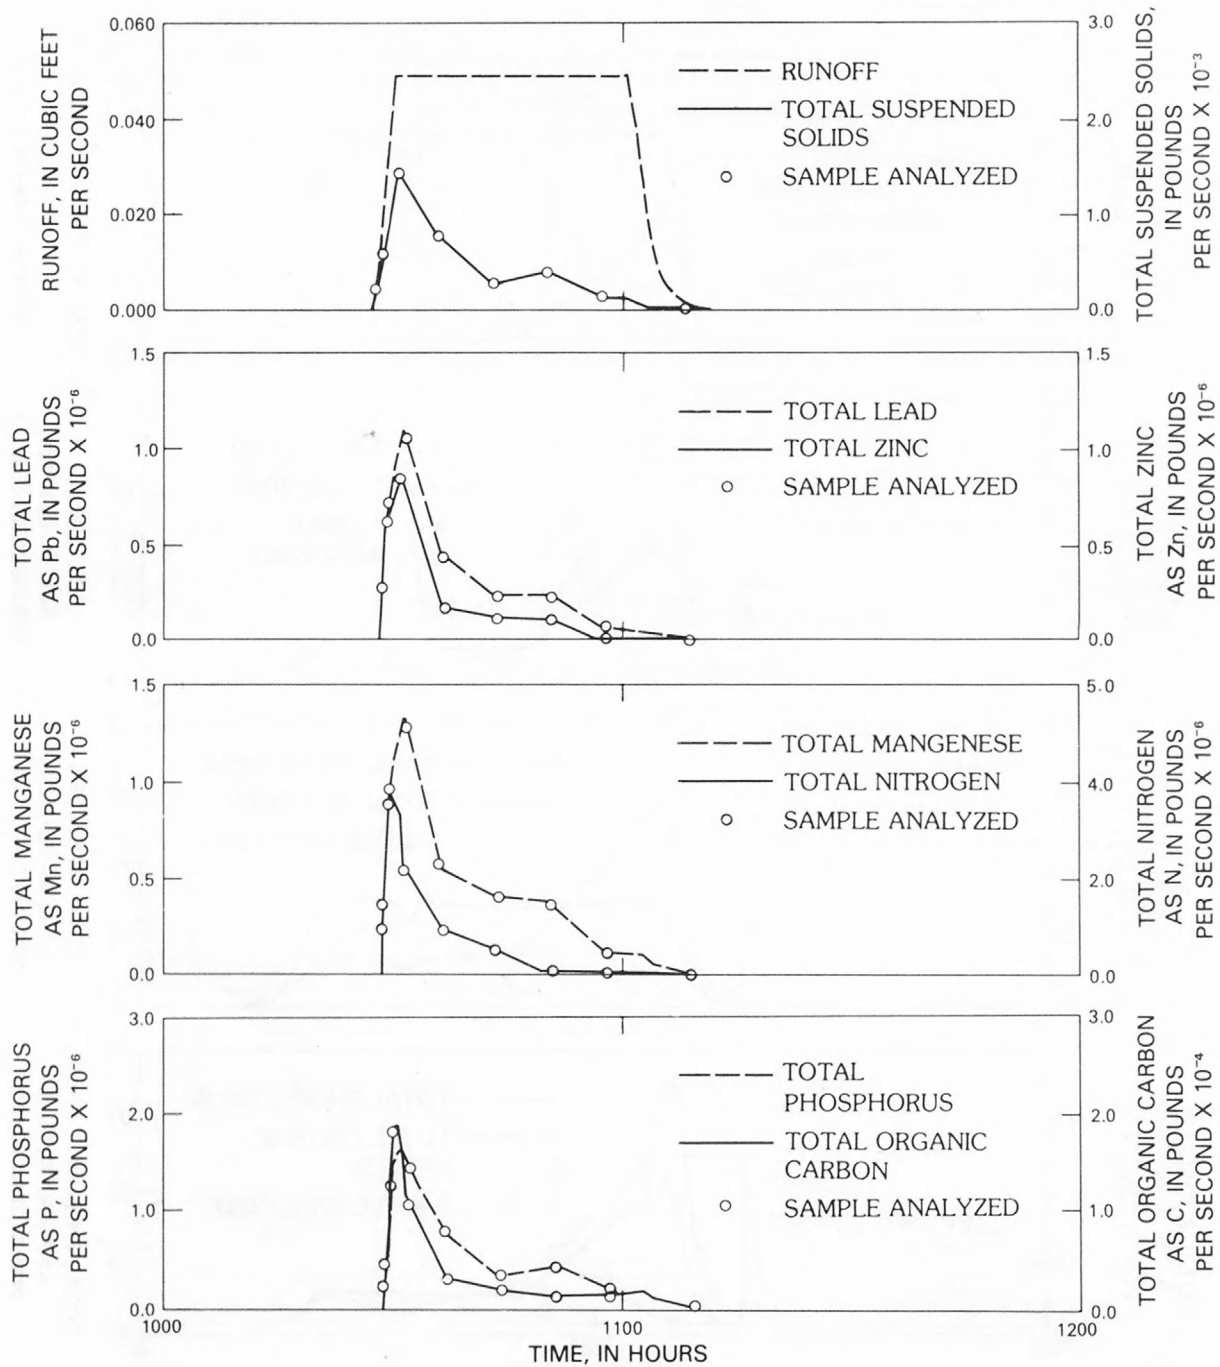 RUNOFF, IN CUBIC FEET
PER SECOND
0.060
0.040
0.020
0.000
RUNOFF
TOTAL SUSPENDED
SOLIDS
SAMPLE ANALYZED
3.0
2.0
1.0
0.0
TOTAL SUSPENDED SOLIDS,
IN POUNDS
PER SECOND X 10⁻³
TOTAL LEAD
AS Pb, IN POUNDS
PER SECOND X 10⁻⁶
1.5
1.0
0.5
0.0
TOTAL LEAD
TOTAL ZINC
SAMPLE ANALYZED
1.5
1.0
0.5
0.0
TOTAL ZINC
AS Zn, IN POUNDS
PER SECOND X 10⁻⁶
TOTAL MANGANESE
AS Mn, IN POUNDS
PER SECOND X 10⁻⁶
1.5
1.0
0.5
0.0
TOTAL MANGENESE
TOTAL NITROGEN
SAMPLE ANALYZED
5.0
4.0
2.0
0.0
TOTAL NITROGEN
AS N, IN POUNDS
PER SECOND X 10⁻⁶
TOTAL PHOSPHORUS
AS P, IN POUNDS
PER SECOND X 10⁻⁶
3.0
2.0
1.0
0.0
TOTAL
PHOSPHORUS
TOTAL ORGANIC
CARBON
SAMPLE ANALYZED
3.0
2.0
1.0
0.0
TOTAL ORGANIC CARBON
AS C, IN POUNDS
PER SECOND X 10⁻⁴
1000
1100
1200
TIME, IN HOURS